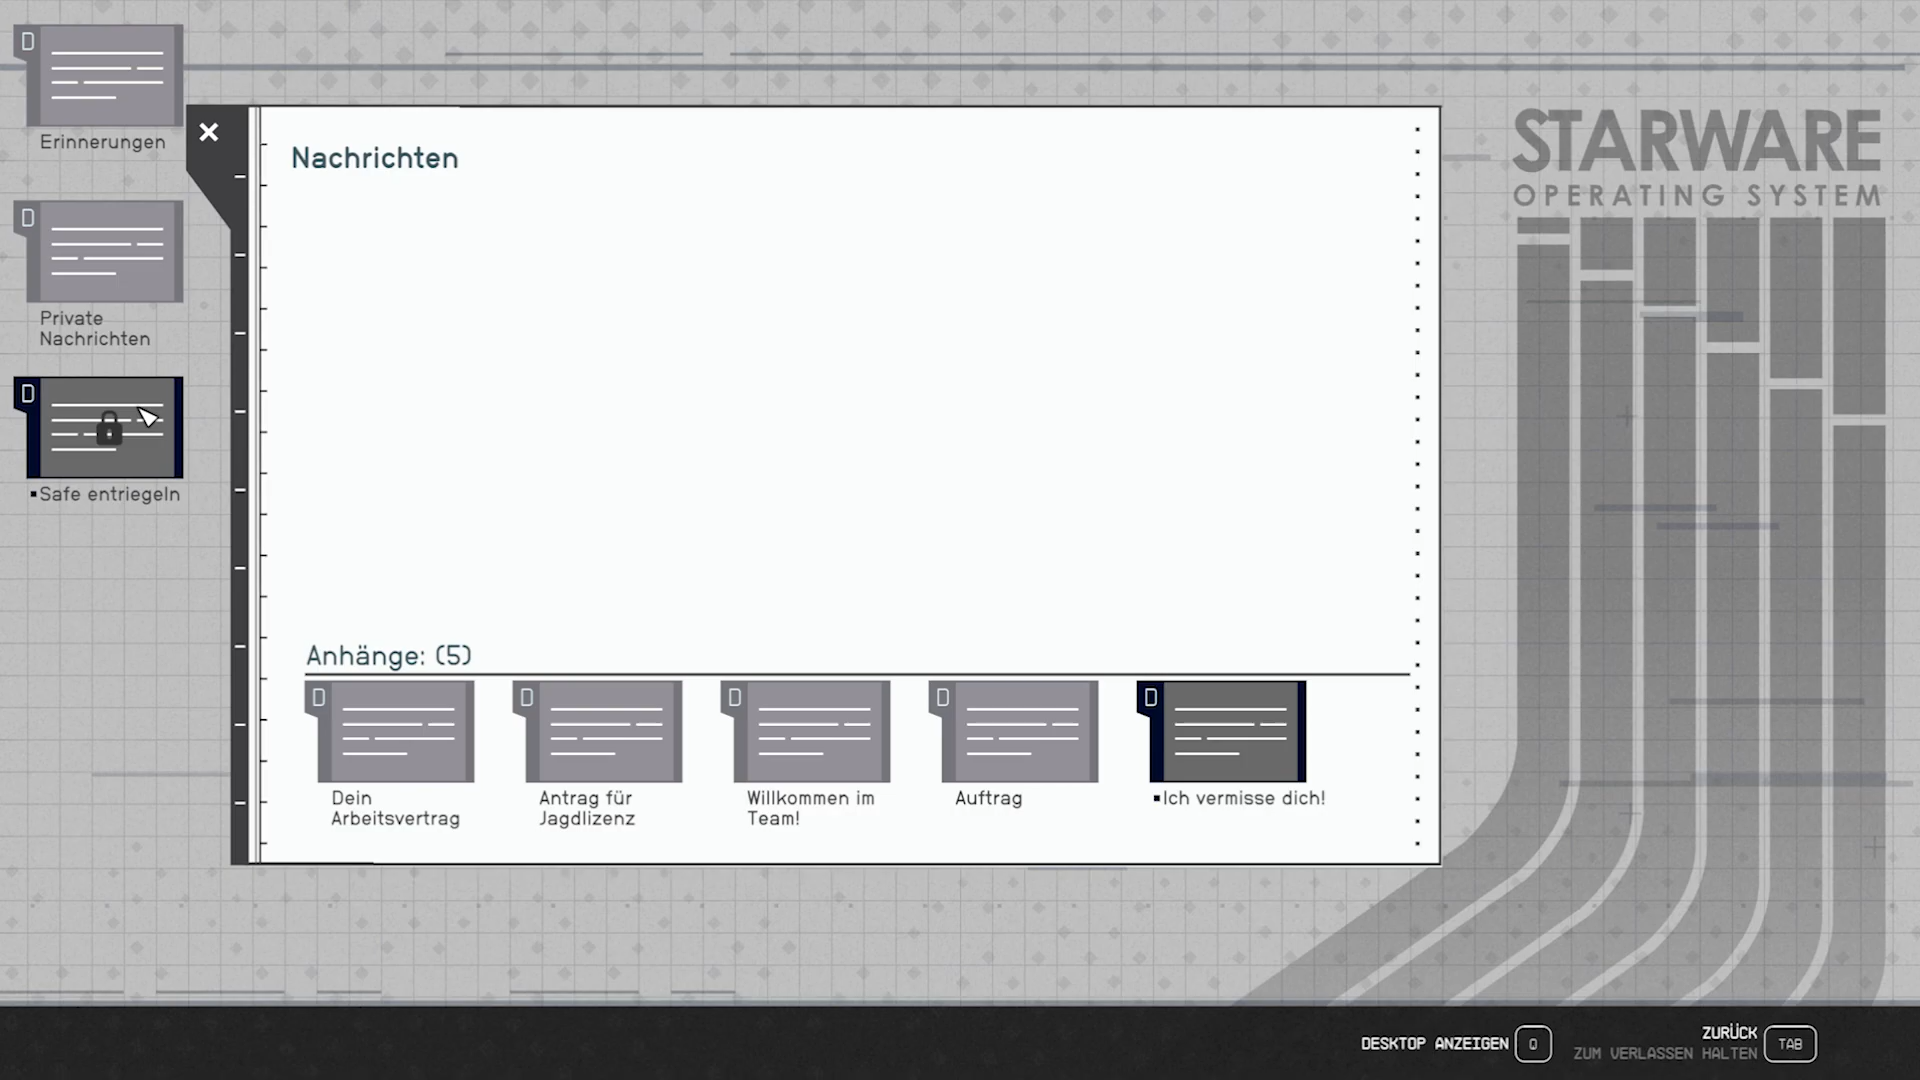 D
Erinnerungen
D
Private
Nachrichten
D
▪Safe entriegeln
Nachrichten
Anhänge: (5)
D
Dein
Arbeitsvertrag
D
Antrag für
Jagdlizenz
D
Willkommen im
Team!
D
Auftrag
D
▪Ich vermisse dich!
STARWARE
OPERATING SYSTEM
DESKTOP ANZEIGEN Q
ZURÜCK
ZUM VERLASSEN HALTEN TAB